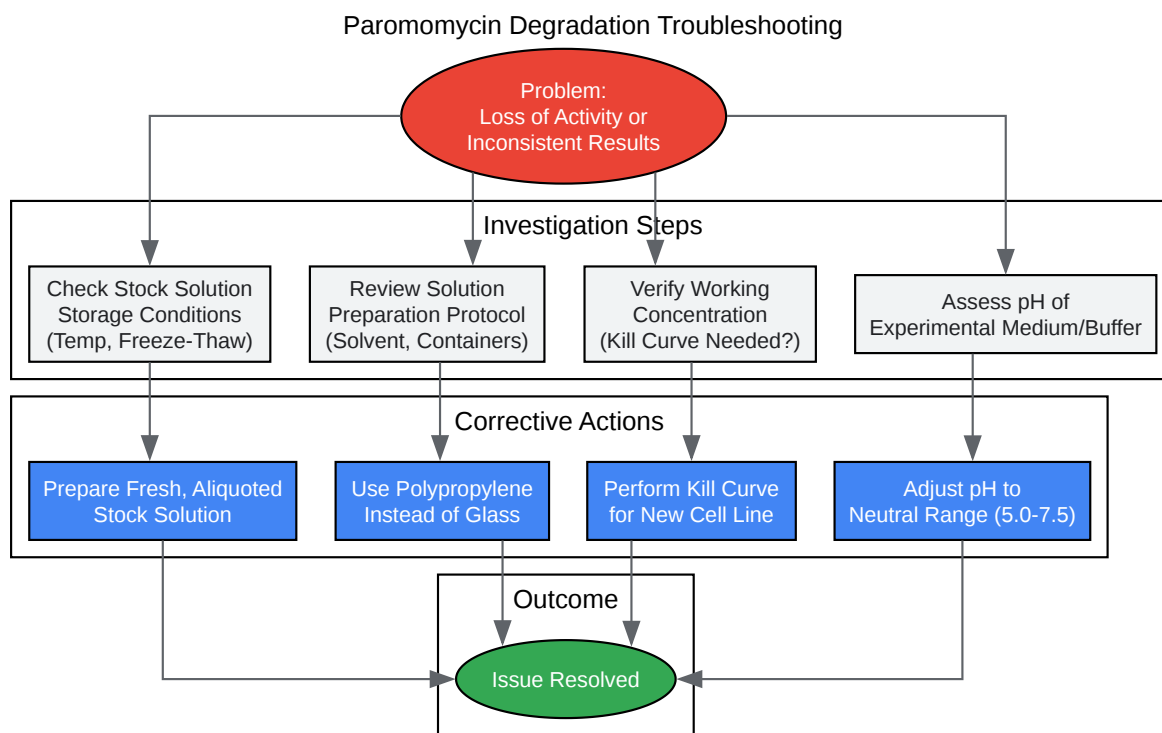 Paromomycin Degradation Troubleshooting
Problem:
Loss of Activity or
Inconsistent Results
Investigation Steps
Check Stock Solution
Storage Conditions
(Temp, Freeze-Thaw)
Review Solution
Preparation Protocol
(Solvent, Containers)
Verify Working
Concentration
(Kill Curve Needed?)
Assess pH of
Experimental Medium/Buffer
Corrective Actions
Prepare Fresh, Aliquoted
Stock Solution
Use Polypropylene
Instead of Glass
Perform Kill Curve
for New Cell Line
Adjust pH to
Neutral Range (5.0-7.5)
Outcome
Issue Resolved